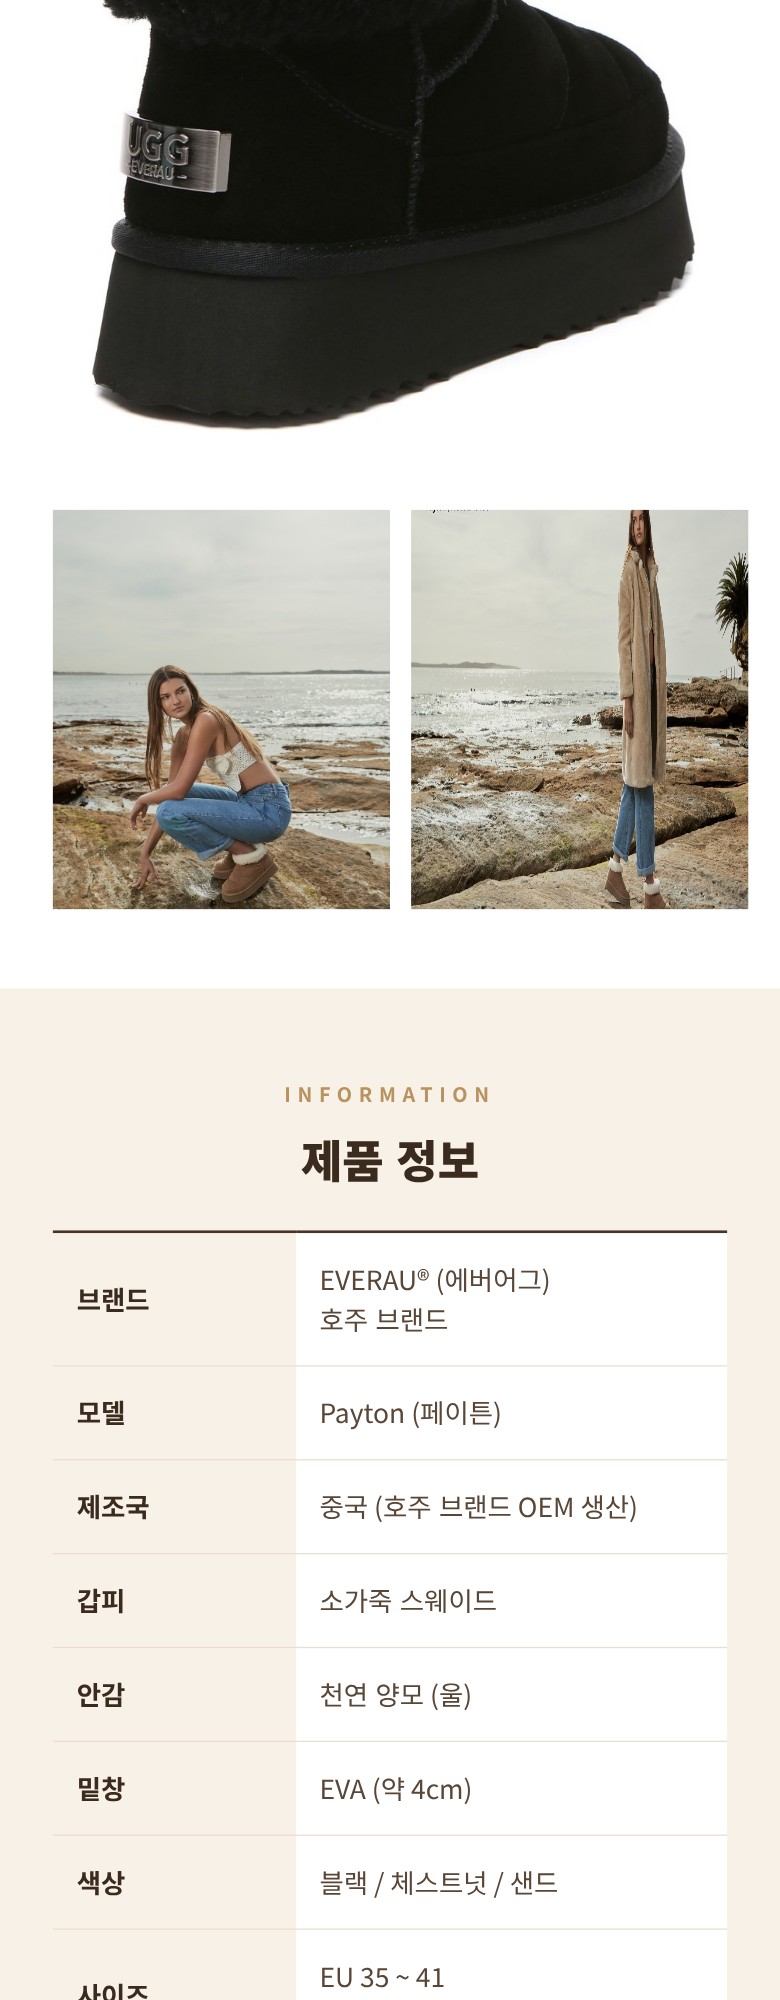 UGG
EVERAU
INFORMATION
제품 정보
브랜드
EVERAU® (에버어그)
호주 브랜드
모델
Payton (페이튼)
제조국
중국 (호주 브랜드 OEM 생산)
갑피
소가죽 스웨이드
안감
천연 양모 (울)
밑창
EVA (약 4cm)
색상
블랙 / 체스트넛 / 샌드
사이즈
EU 35 ~ 41